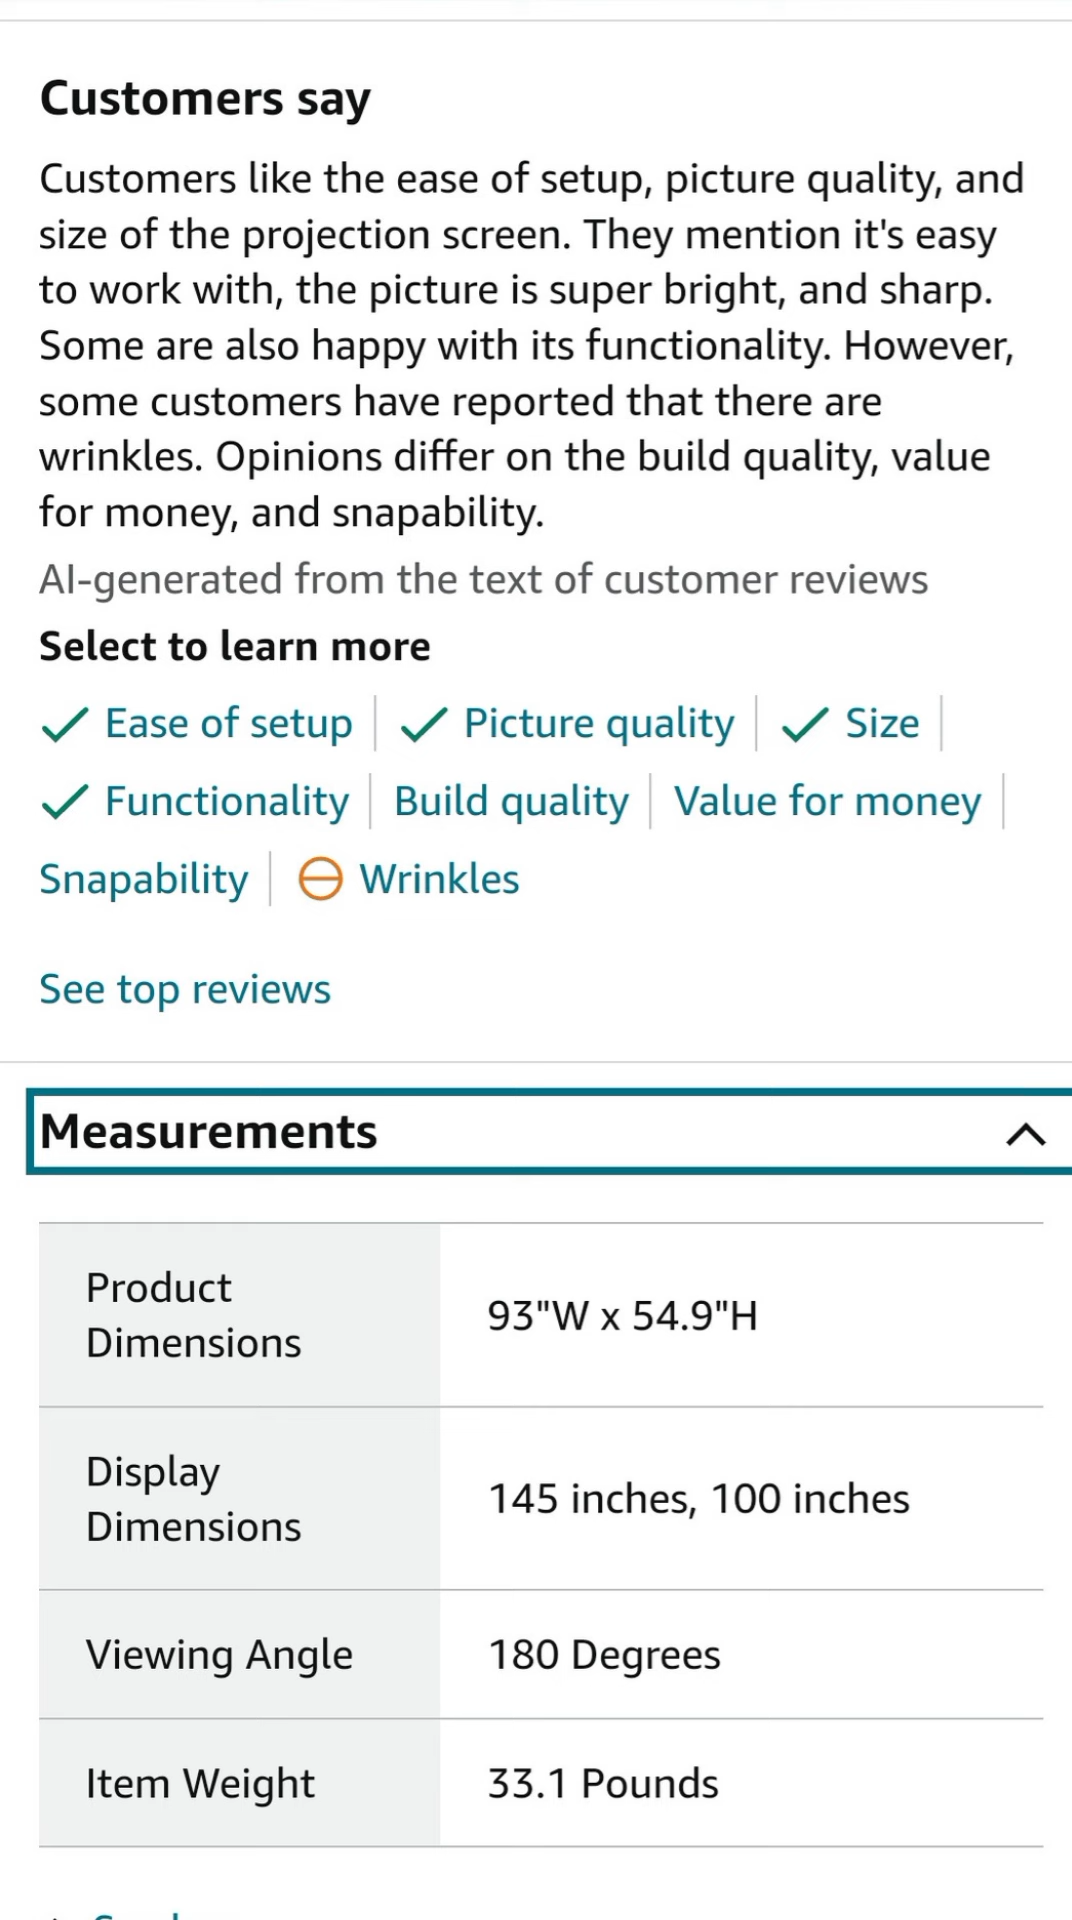 Customers say
Customers like the ease of setup, picture quality, and
size of the projection screen. They mention it's easy
to work with, the picture is super bright, and sharp.
Some are also happy with its functionality. However,
some customers have reported that there are
wrinkles. Opinions differ on the build quality, value
for money, and snapability.
AI-generated from the text of customer reviews
Select to learn more
Ease of setup | Picture quality | Size |
Functionality | Build quality | Value for money |
Snapability | Wrinkles
See top reviews
Measurements
Product
Dimensions
93"W x 54.9"H
Display
Dimensions
145 inches, 100 inches
Viewing Angle
180 Degrees
Item Weight
33.1 Pounds